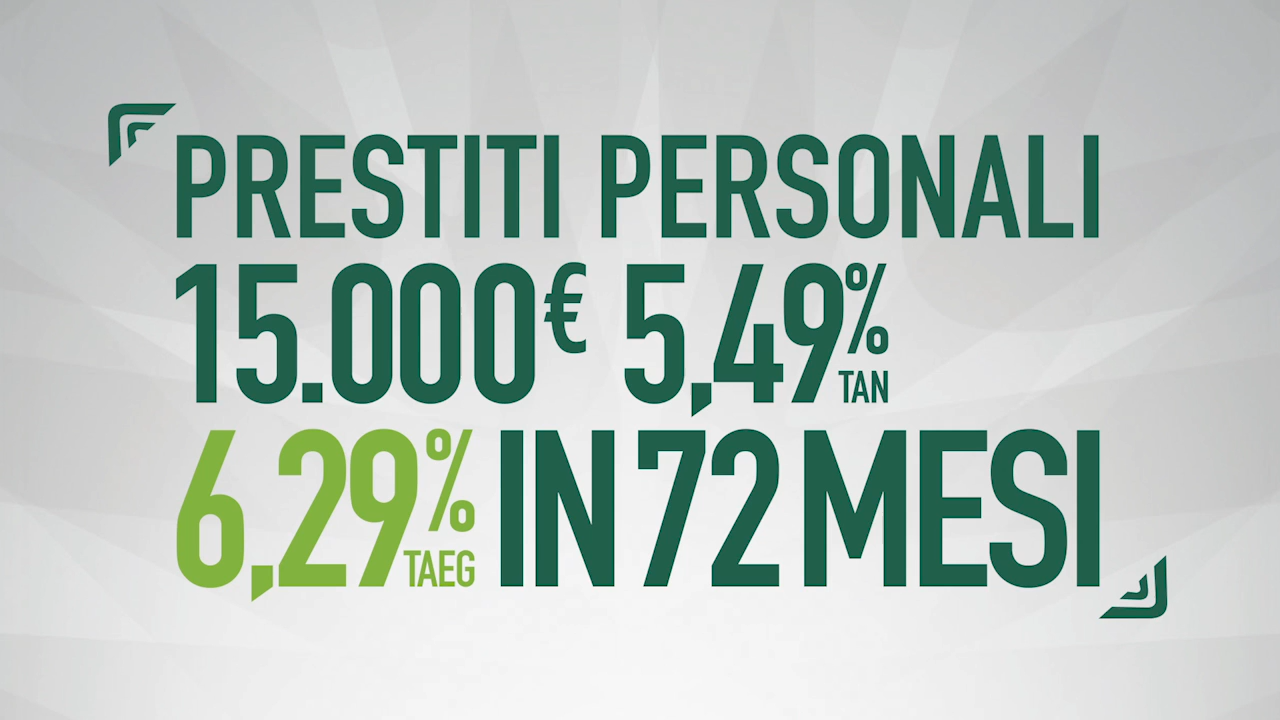 PRESTITI PERSONALI
15.000€ 5,49% TAN
6,29% TAEG IN 72 MESI